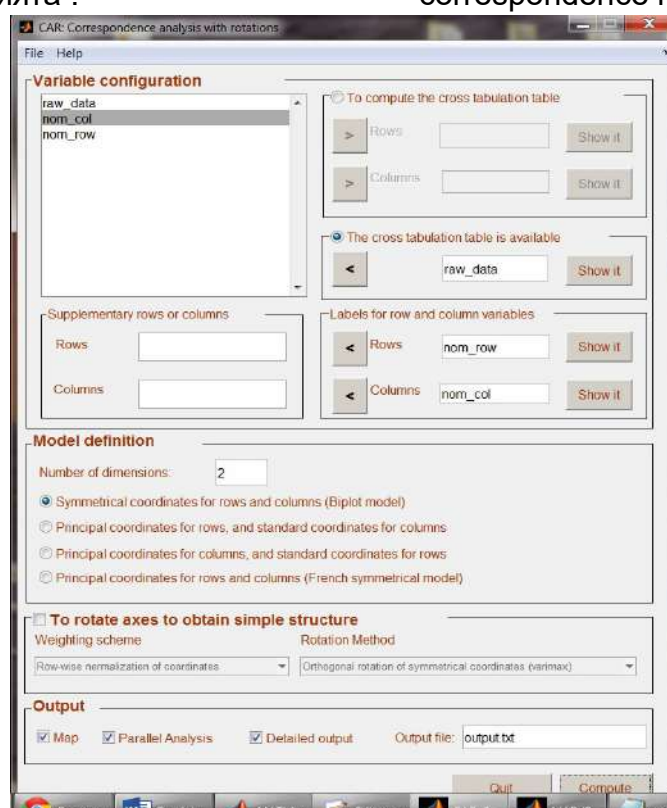 CAR: Correspondence analysis with rotations
File Help
Variable configuration
raw_data
nom_col
nom_row
To compute the cross tabulation table
> Rows Show it
> Columns Show it
The cross tabulation table is available
< raw_data Show it
Supplementary rows or columns
Rows
Columns
Labels for row and column variables
< Rows nom_row Show it
< Columns nom_col Show it
Model definition
Number of dimensions: 2
Symmetrical coordinates for rows and columns (Biplot model)
Principal coordinates for rows, and standard coordinates for columns
Principal coordinates for columns, and standard coordinates for rows
Principal coordinates for rows and columns (French symmetrical model)
To rotate axes to obtain simple structure
Weighting scheme Rotation Method
Row-wise normalization of coordinates Orthogonal rotation of symmetrical coordinates (varimax)
Output
Map Parallel Analysis Detailed output Output file: output.txt
Quit Compute